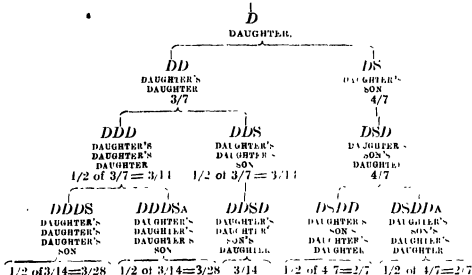 D
DAUGHTER.
DD DS
DAUGHTER'S DAUGHTER'S
DAUGHTER SON
3/7 4/7
DDD DDS DSD
DAUGHTER'S DAUGHTER'S DAUGHTER'S
DAUGHTER'S DAUGHTER'S SON'S
DAUGHTER SON DAUGHTER
1/2 of 3/7=3/14 1/2 of 3/7=3/14 4/7
DDDS DDDSA DDSD DSDD DSDDA
DAUGHTER'S DAUGHTER'S DAUGHTER'S DAUGHTER'S DAUGHTER'S
DAUGHTER'S DAUGHTER'S DAUGHTER'S SON'S SON'S
DAUGHTER'S DAUGHTER'S SON'S DAUGHTER'S DAUGHTER'S
SON SON DAUGHTER DAUGHTER DAUGHTER
1/2 of 3/14=3/28 1/2 of 3/14=3/28 3/14 1/2 of 4/7=2/7 1/2 of 4/7=2/7